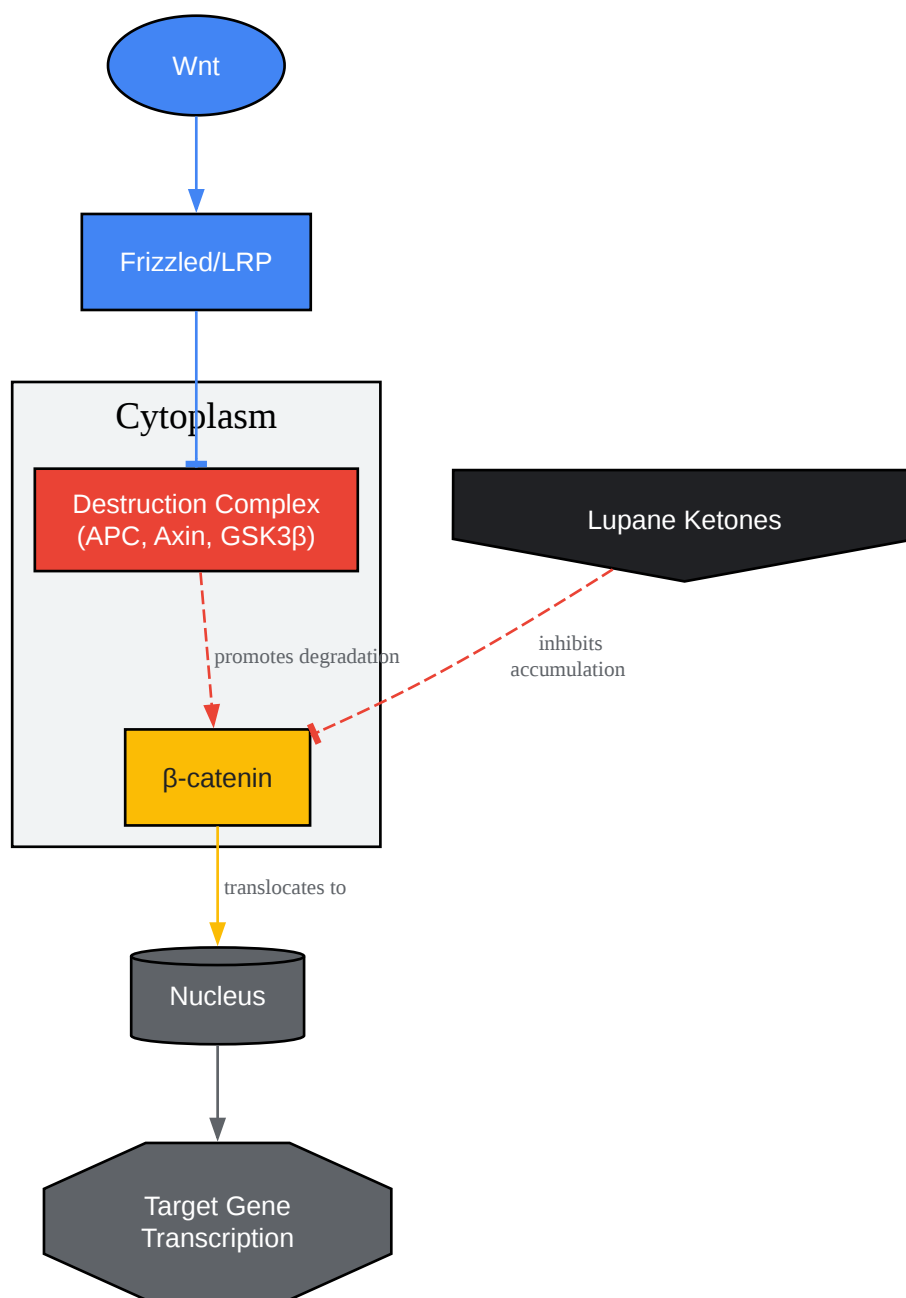 Wnt
Frizzled/LRP
Cytoplasm
Destruction Complex
(APC, Axin, GSK3β)
Lupane Ketones
promotes degradation
inhibits
accumulation
β-catenin
translocates to
Nucleus
Target Gene
Transcription